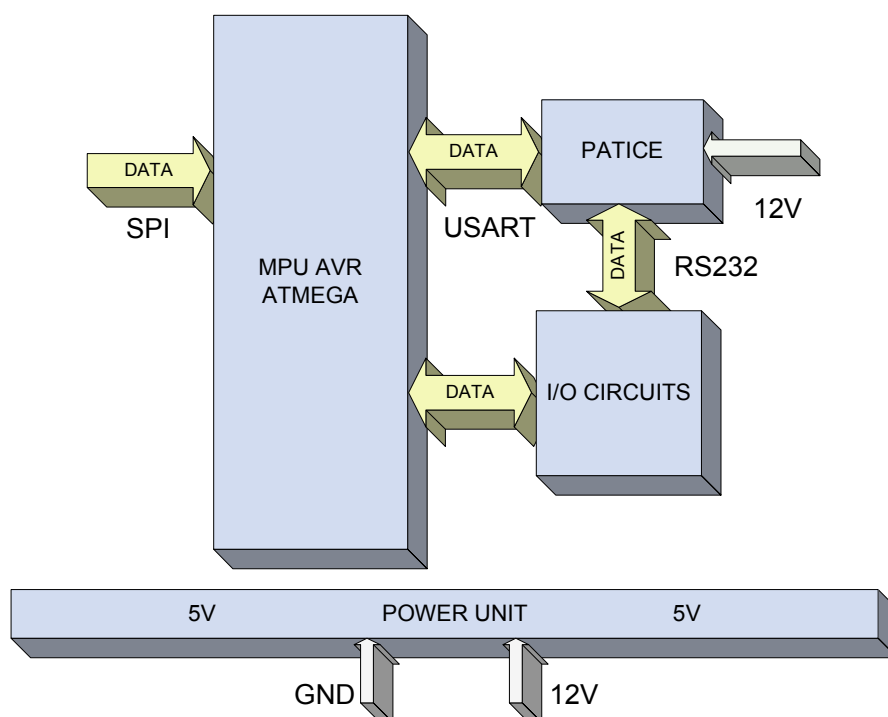 DATA
SPI
MPU AVR
ATMEGA
DATA
USART
PATICE
12V
DATA
RS232
DATA
I/O CIRCUITS
5V POWER UNIT 5V
GND 12V